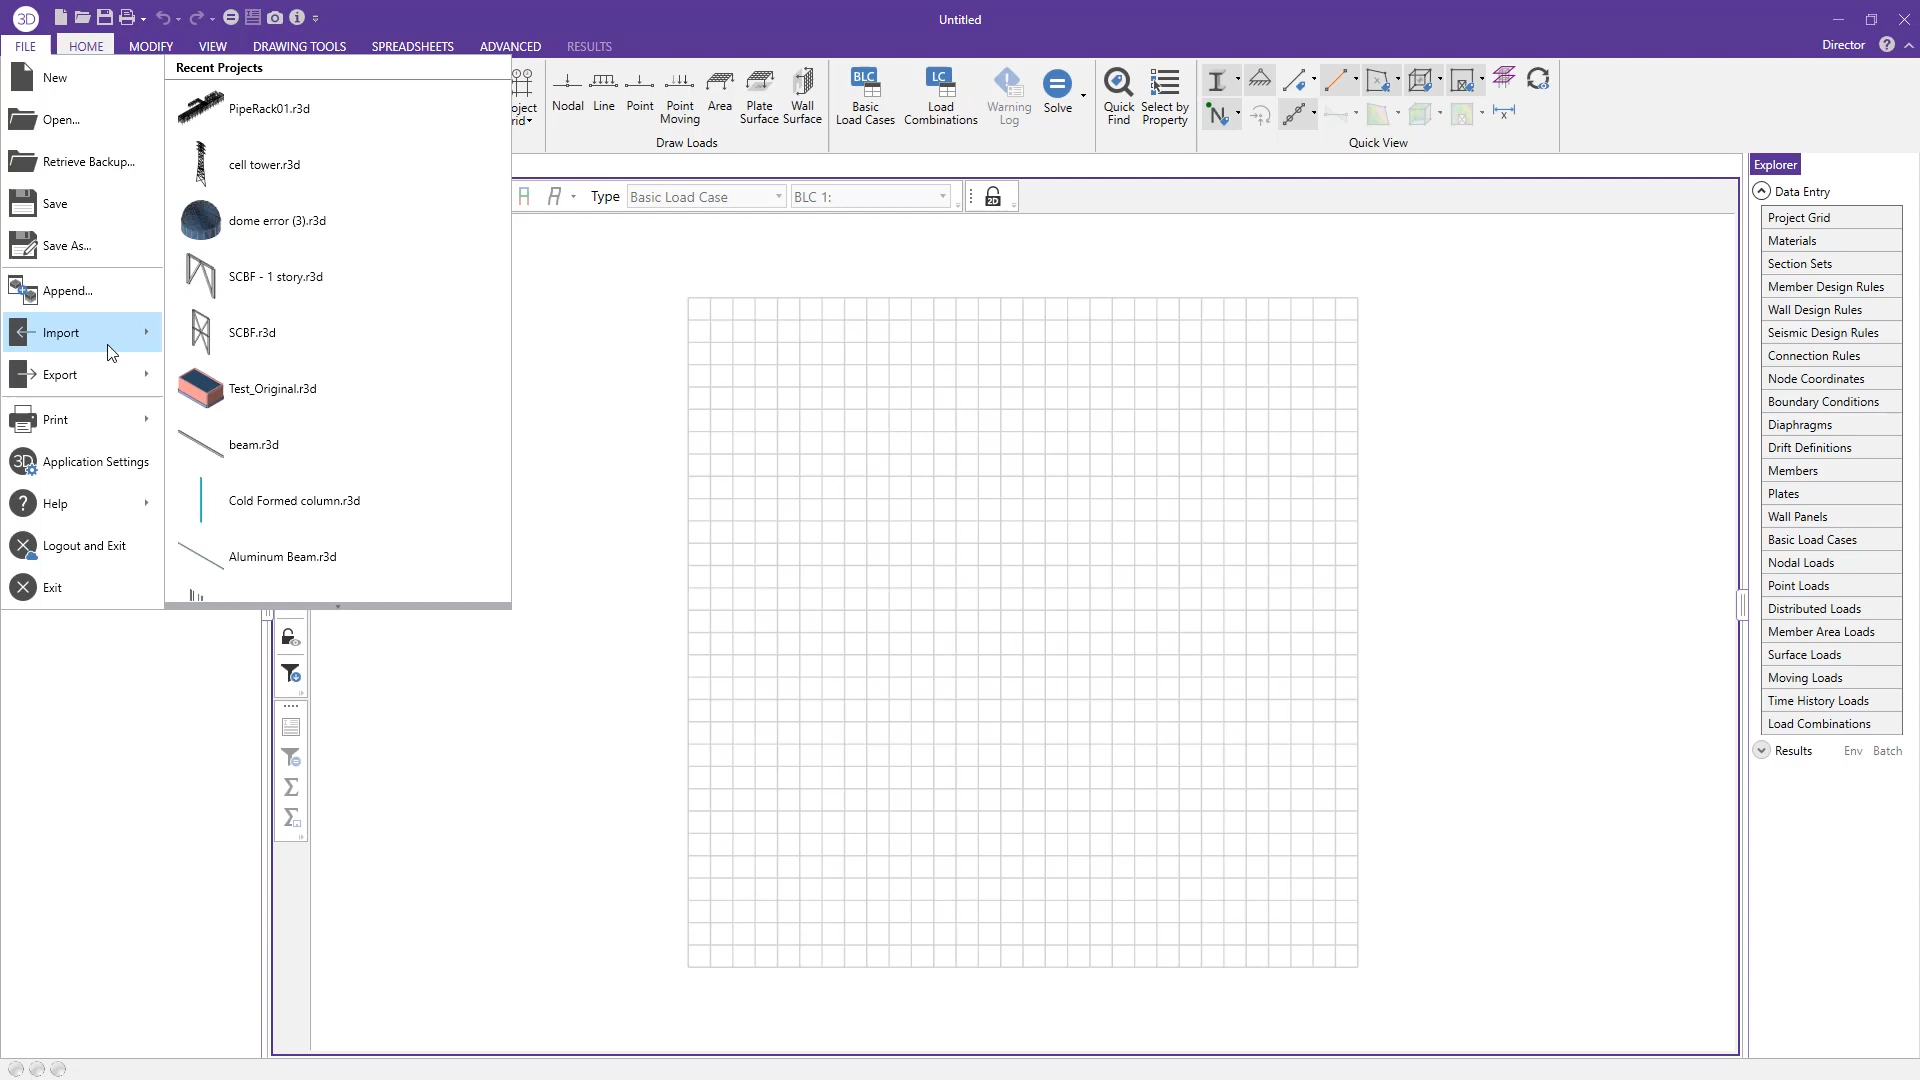 3D
Untitled
FILE
HOME
MODIFY
VIEW
DRAWING TOOLS
SPREADSHEETS
ADVANCED
RESULTS
Director
New
Open...
Retrieve Backup...
Save
Save As...
Append...
Import
Export
Print
Application Settings
Help
Logout and Exit
Exit
Recent Projects
PipeRack01.r3d
cell tower.r3d
dome error (3).r3d
SCBF - 1 story.r3d
SCBF.r3d
Test_Original.r3d
beam.r3d
Cold Formed column.r3d
Aluminum Beam.r3d
Nodal
Line
Point
Point Moving
Area
Plate Surface
Wall Surface
Draw Loads
BLC
Basic Load Cases
LC
Load Combinations
Warning Log
Solve
Quick Find
Select by Property
Quick View
Type
Basic Load Case
BLC 1:
2D
Explorer
Data Entry
Project Grid
Materials
Section Sets
Member Design Rules
Wall Design Rules
Seismic Design Rules
Connection Rules
Node Coordinates
Boundary Conditions
Diaphragms
Drift Definitions
Members
Plates
Wall Panels
Basic Load Cases
Nodal Loads
Point Loads
Distributed Loads
Member Area Loads
Surface Loads
Moving Loads
Time History Loads
Load Combinations
Results
Env
Batch